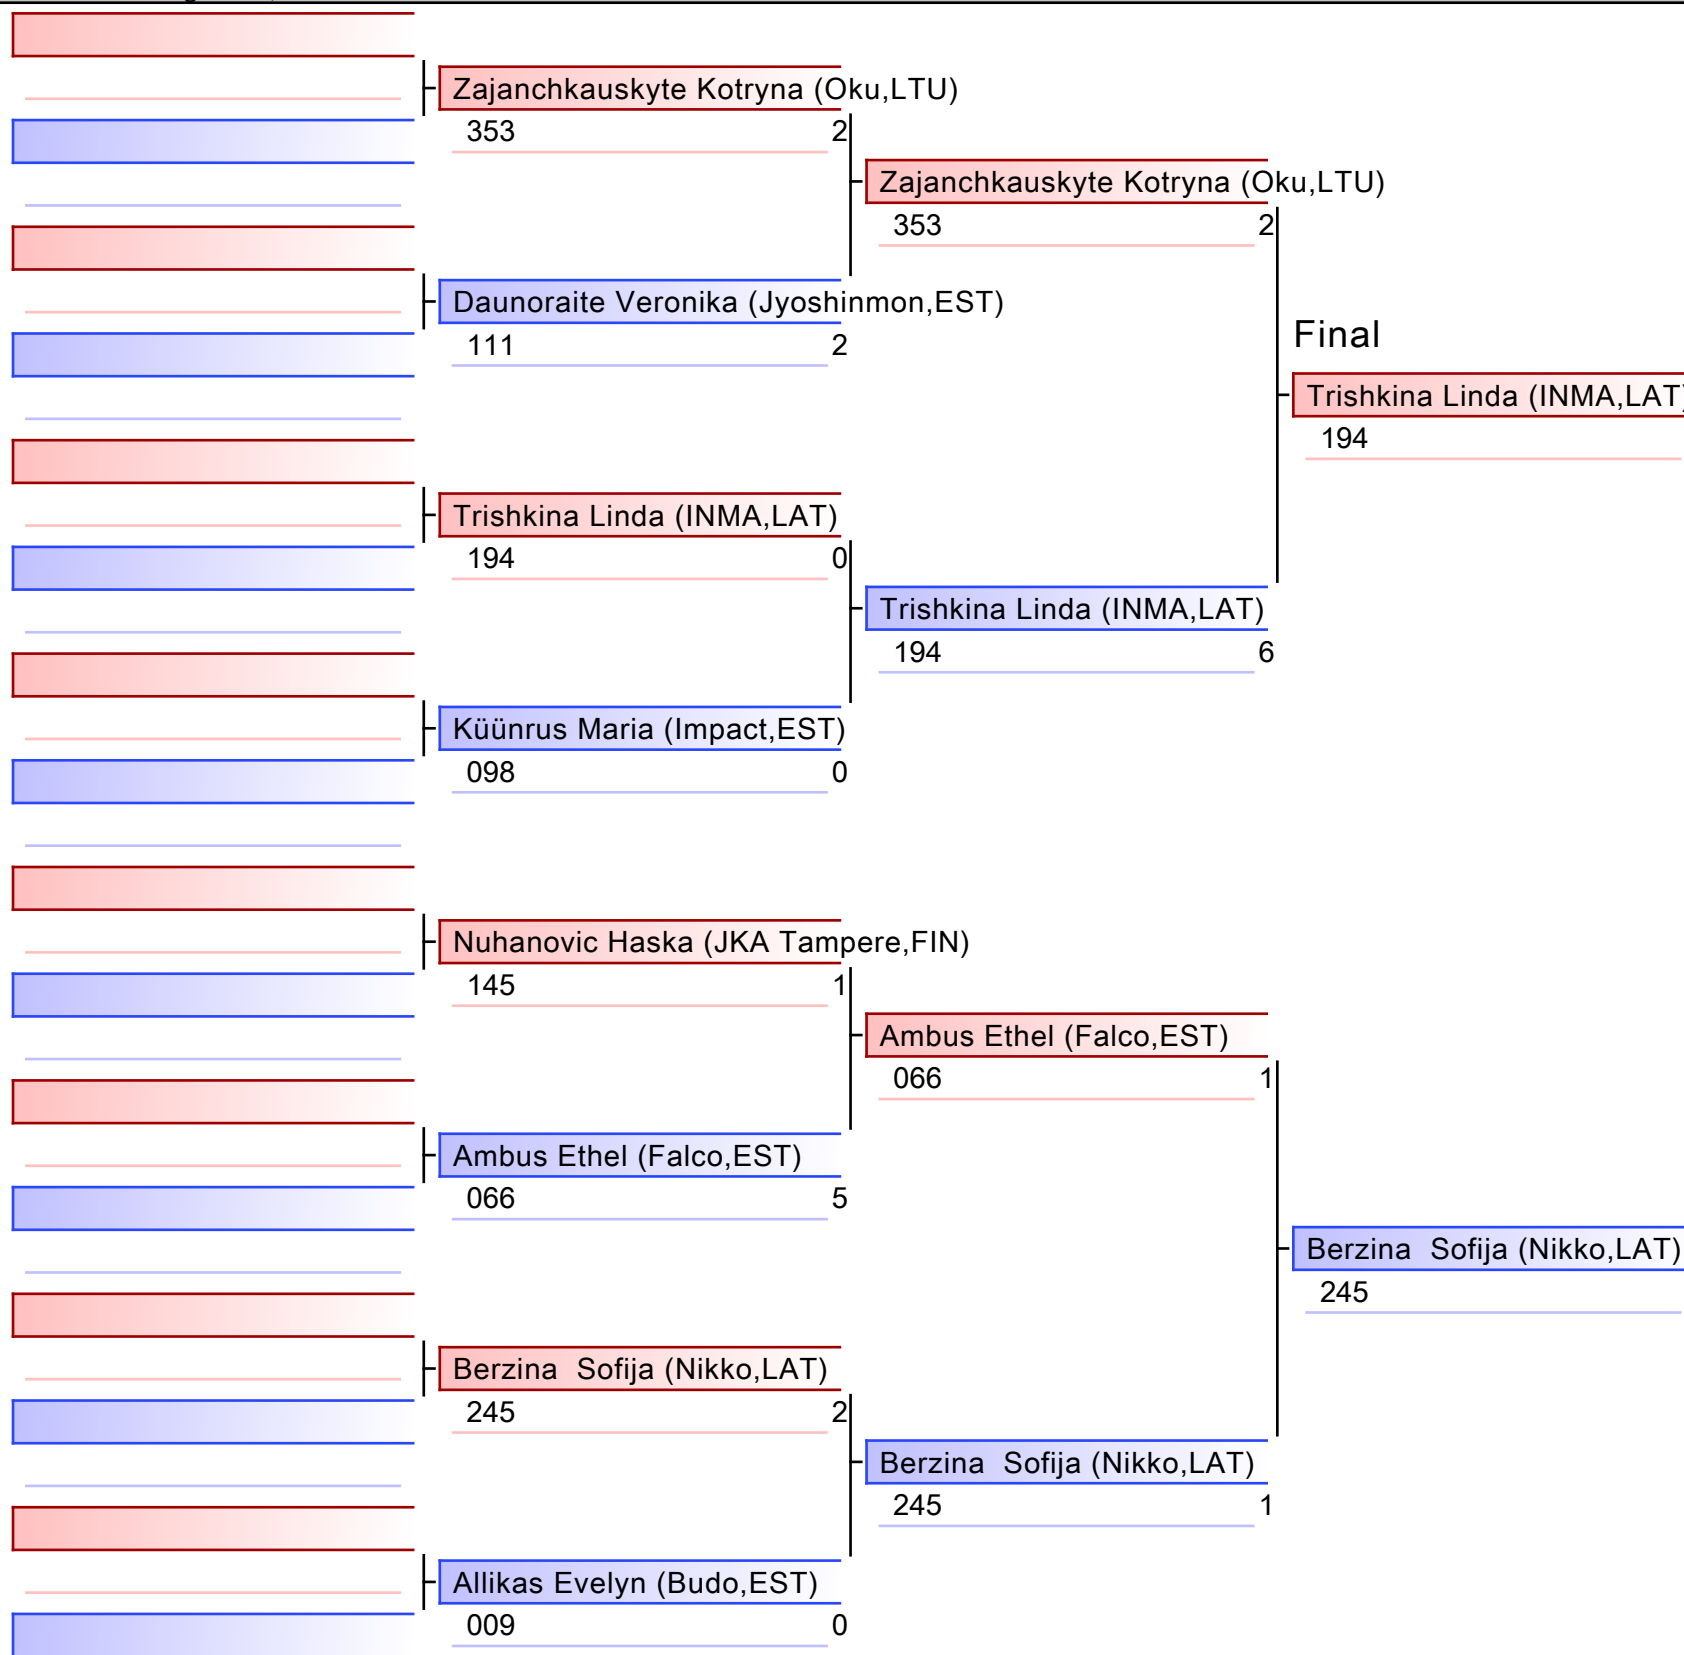 Zajanchkauskyte Kotryna (Oku,LTU)
353 2
Zajanchkauskyte Kotryna (Oku,LTU)
353 2
Daunoraite Veronika (Jyoshinmon,EST)
111 2
Final
Trishkina Linda (INMA,LAT)
194
Trishkina Linda (INMA,LAT)
194 0
Trishkina Linda (INMA,LAT)
194 6
Küünrus Maria (Impact,EST)
098 0
Nuhanovic Haska (JKA Tampere,FIN)
145 1
Ambus Ethel (Falco,EST)
066 1
Ambus Ethel (Falco,EST)
066 5
Berzina  Sofija (Nikko,LAT)
245
Berzina  Sofija (Nikko,LAT)
245 2
Berzina  Sofija (Nikko,LAT)
245 1
Allikas Evelyn (Budo,EST)
009 0